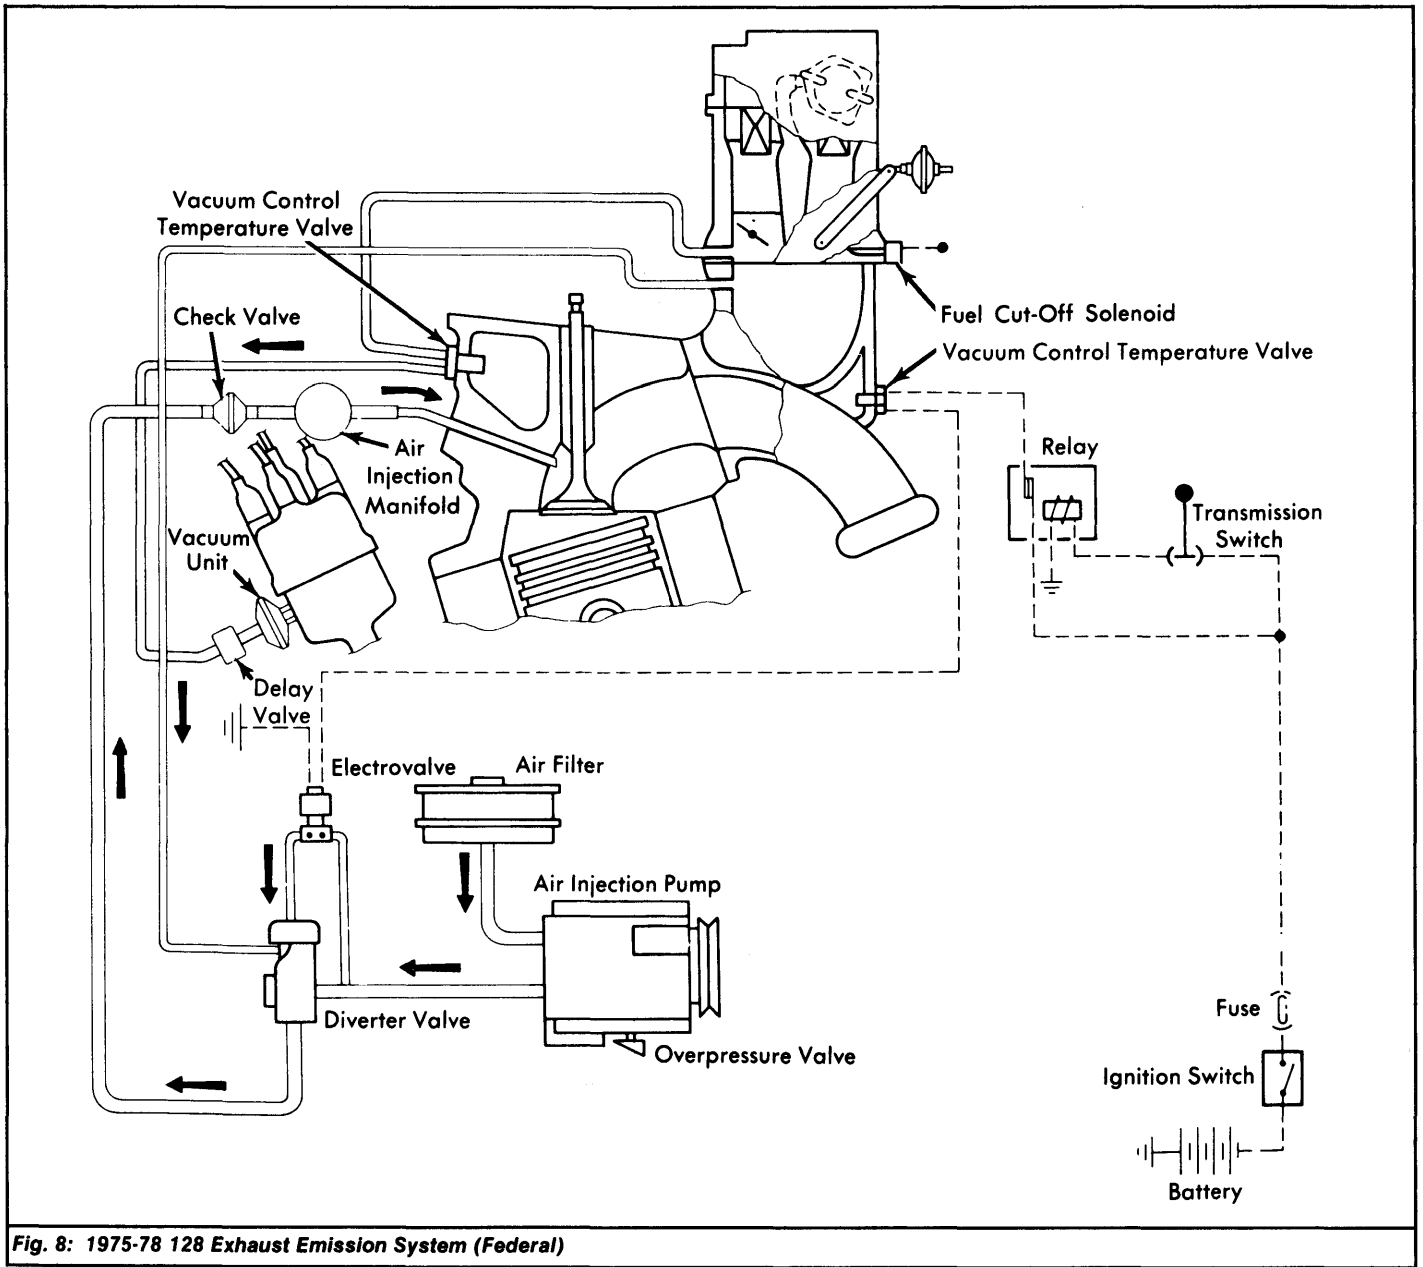 Vacuum Control
Temperature Valve
Check Valve
Fuel Cut-Off Solenoid
Vacuum Control Temperature Valve
Air
Injection
Manifold
Relay
Transmission
Switch
Vacuum
Unit
Delay
Valve
Electrovalve
Air Filter
Air Injection Pump
Diverter Valve
Overpressure Valve
Fuse
Ignition Switch
Battery
Fig. 8: 1975-78 128 Exhaust Emission System (Federal)